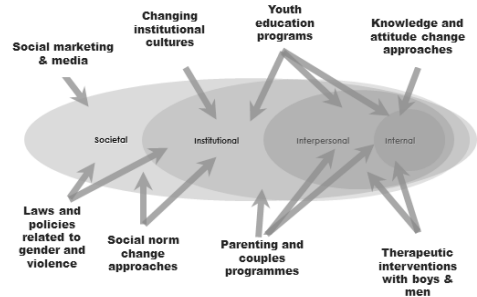 Social marketing
& media
Changing
institutional
cultures
Youth
education
programs
Knowledge and
attitude change
approaches
Societal
Institutional
Interpersonal
Internal
Laws and
policies
related to
gender and
violence
Social norm
change
approaches
Parenting and
couples
programmes
Therapeutic
interventions
with boys &
men